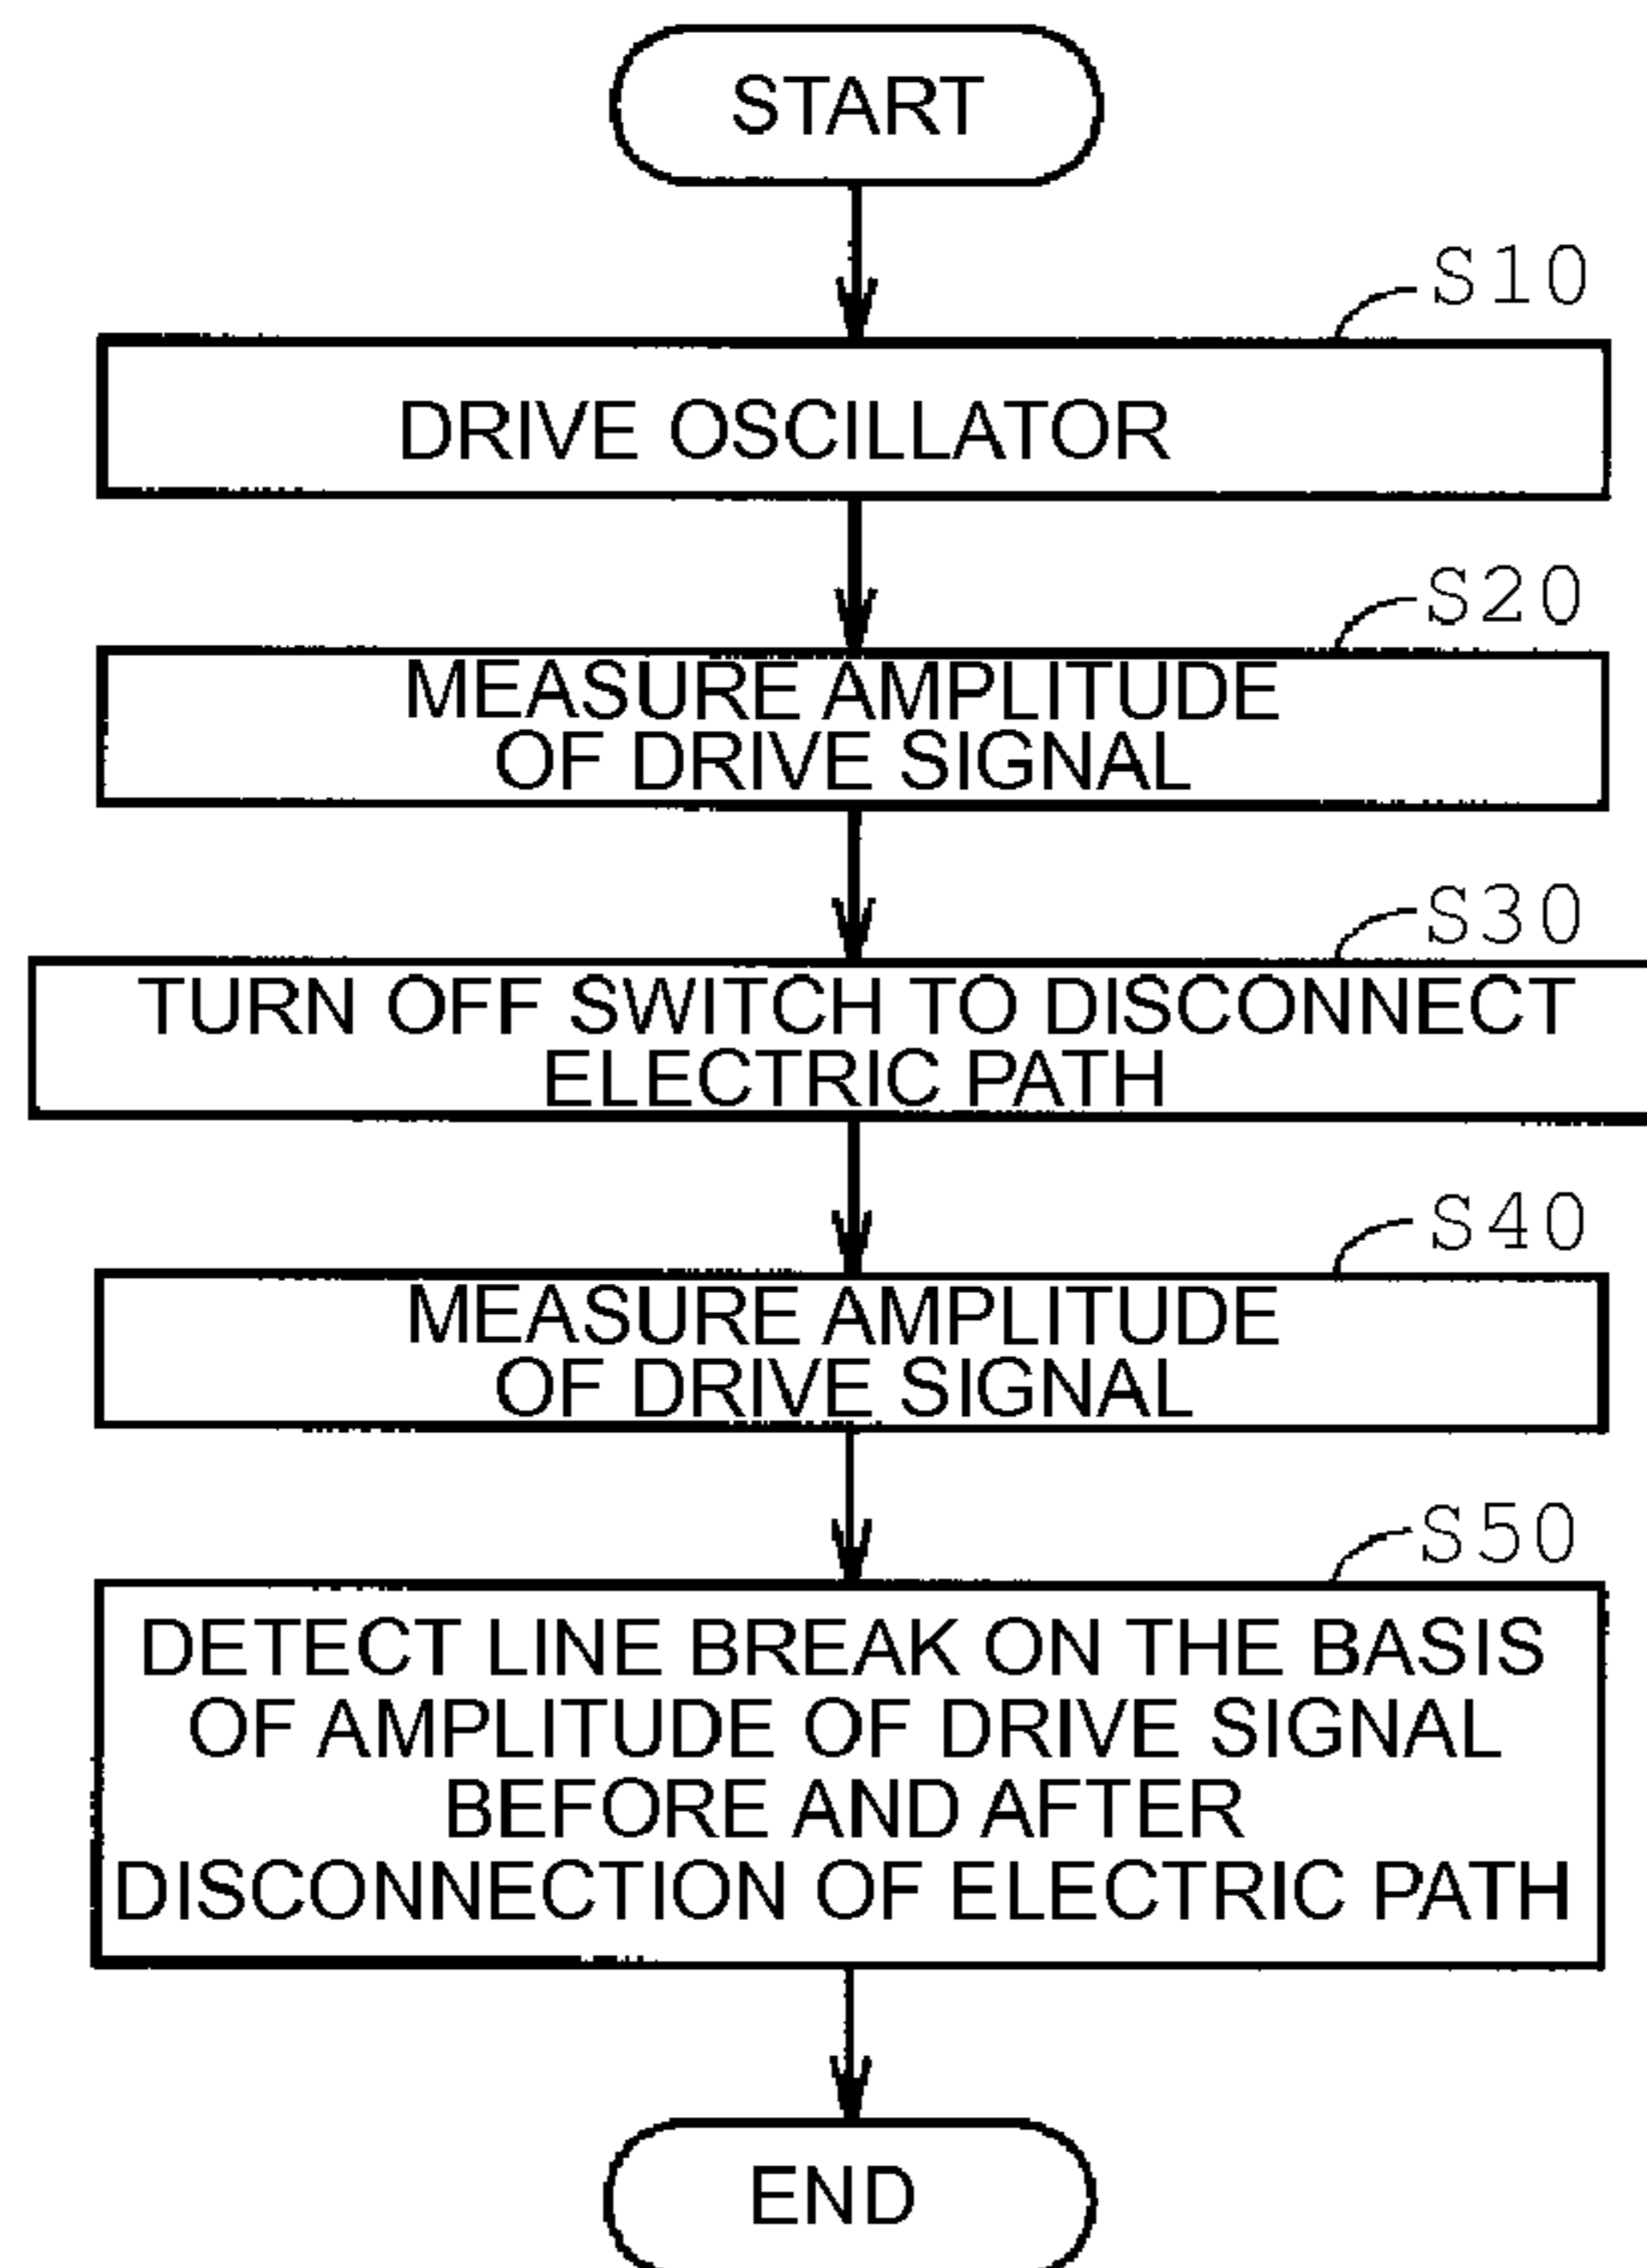 START
S10
DRIVE OSCILLATOR
S20
MEASURE AMPLITUDE
OF DRIVE SIGNAL
S30
TURN OFF SWITCH TO DISCONNECT
ELECTRIC PATH
S40
MEASURE AMPLITUDE
OF DRIVE SIGNAL
S50
DETECT LINE BREAK ON THE BASIS
OF AMPLITUDE OF DRIVE SIGNAL
BEFORE AND AFTER
DISCONNECTION OF ELECTRIC PATH
END